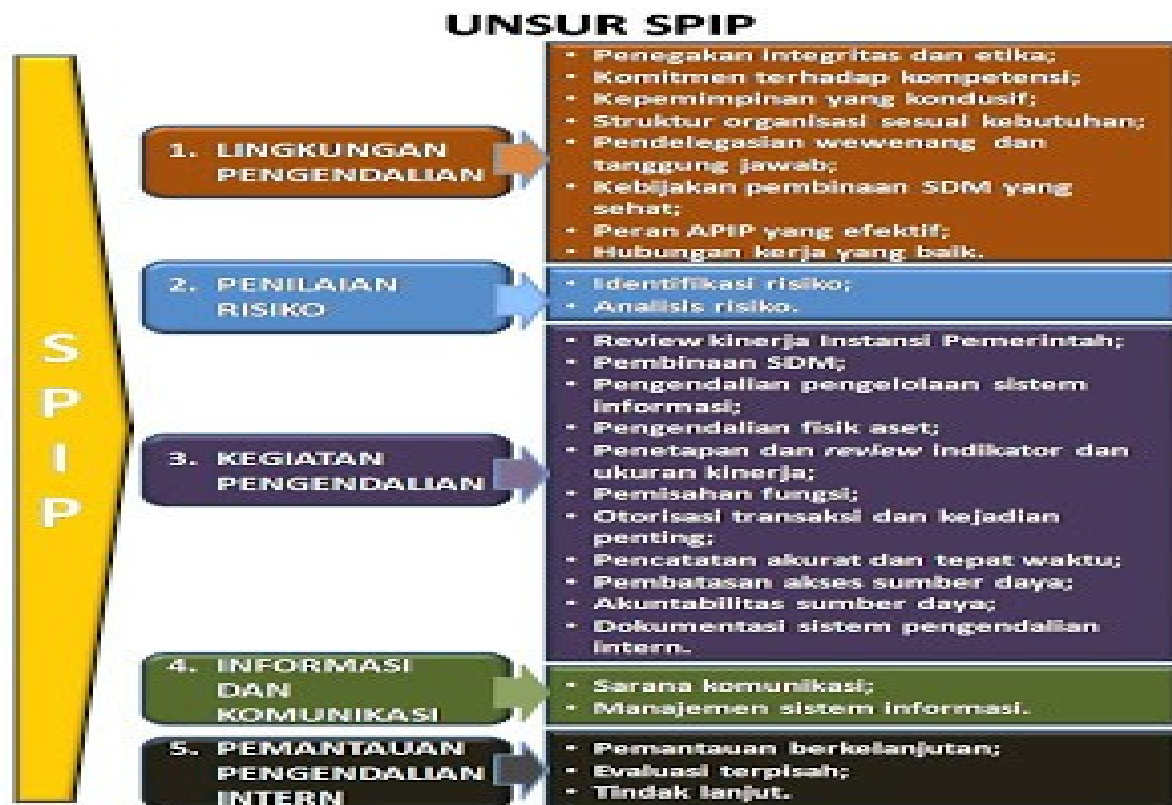 UNSUR SPIP
S
P
I
P
1. LINGKUNGAN
PENGENDALIAN
• Penegakan integritas dan etika;
• Komitmen terhadap kompetensi;
• Kepemimpinan yang kondusif;
• Struktur organisasi sesuai kebutuhan;
• Pendelegasian wewenang dan
tanggung jawab;
• Kebijakan pembinaan SDM yang
sehat;
• Peran APIP yang efektif;
• Hubungan kerja yang baik.
2. PENILAIAN
RISIKO
• Identifikasi risiko;
• Analisis risiko.
3. KEGIATAN
PENGENDALIAN
• Review kinerja Instansi Pemerintah;
• Pembinaan SDM;
• Pengendalian pengelolaan sistem
informasi;
• Pengendalian fisik aset;
• Penetapan dan review indikator dan
ukuran kinerja;
• Pemisahan fungsi;
• Otorisasi transaksi dan kejadian
penting;
• Pencatatan akurat dan tepat waktu;
• Pembatasan akses sumber daya;
• Akuntabilitas sumber daya;
• Dokumentasi sistem pengendalian
intern.
4. INFORMASI
DAN
KOMUNIKASI
• Sarana komunikasi;
• Manajemen sistem informasi.
5. PEMANTAUAN
PENGENDALIAN
INTERN
• Pemantauan berkelanjutan;
• Evaluasi terpisah;
• Tindak lanjut.